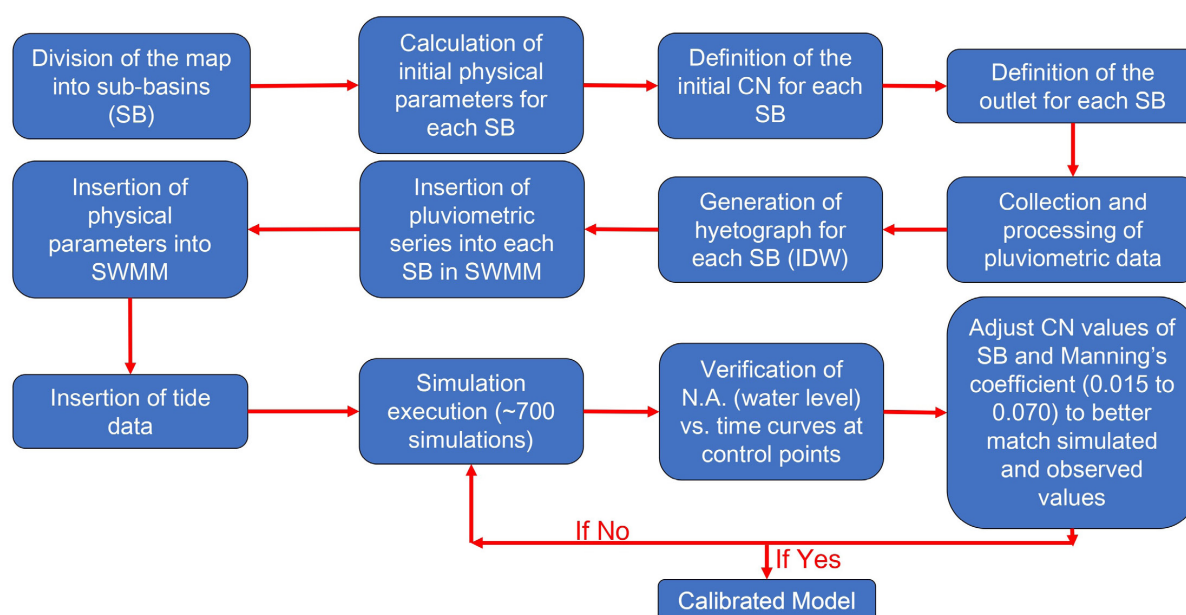 Division of the map
into sub-basins
(SB)
Calculation of
initial physical
parameters for
each SB
Definition of the
initial CN for each
SB
Definition of the
outlet for each SB
Insertion of
physical
parameters into
SWMM
Insertion of
pluviometric
series into each
SB in SWMM
Generation of
hyetograph for
each SB (IDW)
Collection and
processing of
pluviometric data
Insertion of tide
data
Simulation
execution (~700
simulations)
Verification of
N.A. (water level)
vs. time curves at
control points
Adjust CN values of
SB and Manning's
coefficient (0.015 to
0.070) to better
match simulated
and observed
values
If No
If Yes
Calibrated Model